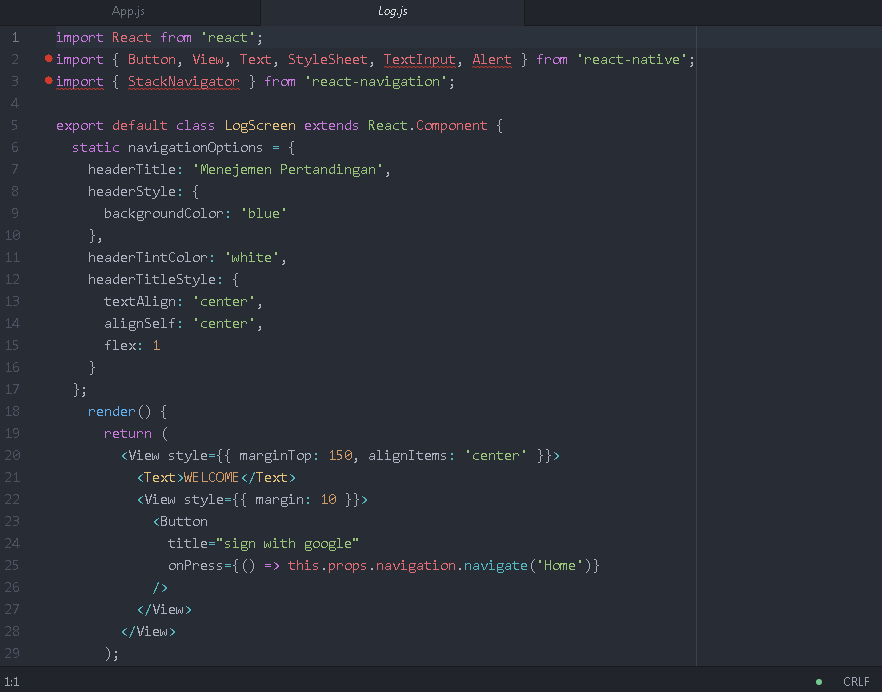 App.js
Log.js
1 import React from 'react';
2 import { Button, View, Text, StyleSheet, TextInput, Alert } from 'react-native';
3 import { StackNavigator } from 'react-navigation';
4
5 export default class LogScreen extends React.Component {
6 static navigationOptions = {
7 headerTitle: 'Menejemen Pertandingan',
8 headerStyle: {
9 backgroundColor: 'blue'
10 },
11 headerTintColor: 'white',
12 headerTitleStyle: {
13 textAlign: 'center',
14 alignSelf: 'center',
15 flex: 1
16 }
17 };
18 render() {
19 return (
20 <View style={{ marginTop: 150, alignItems: 'center' }}>
21 <Text>WELCOME</Text>
22 <View style={{ margin: 10 }}>
23 <Button
24 title="sign with google"
25 onPress={() => this.props.navigation.navigate('Home')}
26 />
27 </View>
28 </View>
29 );
1:1
CRLF